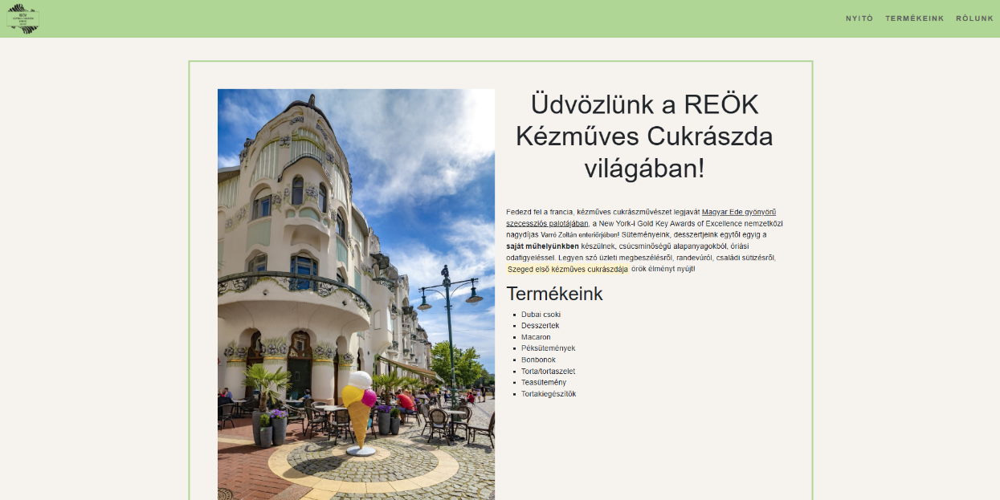 NYITÓ TERMÉKEINK RÓLUNK
Üdvözlünk a REÖK
Kézműves Cukrászda
világában!
Fedezd fel a francia, kézműves cukrászművészet legjavát Magyar Ede gyönyörű
szecessziós palotájában, a New York-i Gold Key Awards of Excellence nemzetközi
nagydíjas Varró Zoltán enteriőrjében! Süteményeink, desszertjeink egytől egyig a
saját műhelyünkben készülnek, csúcsminőségű alapanyagokból, óriási
odafigyeléssel. Legyen szó üzleti megbeszélésről, randevúról, családi sütizésről,
Szeged első kézműves cukrászdája örök élményt nyújt!
Termékeink
Dubai csoki
Desszertek
Macaron
Péksütemények
Bonbonok
Torta/tortaszelet
Teasütemény
Tortakiegészítők